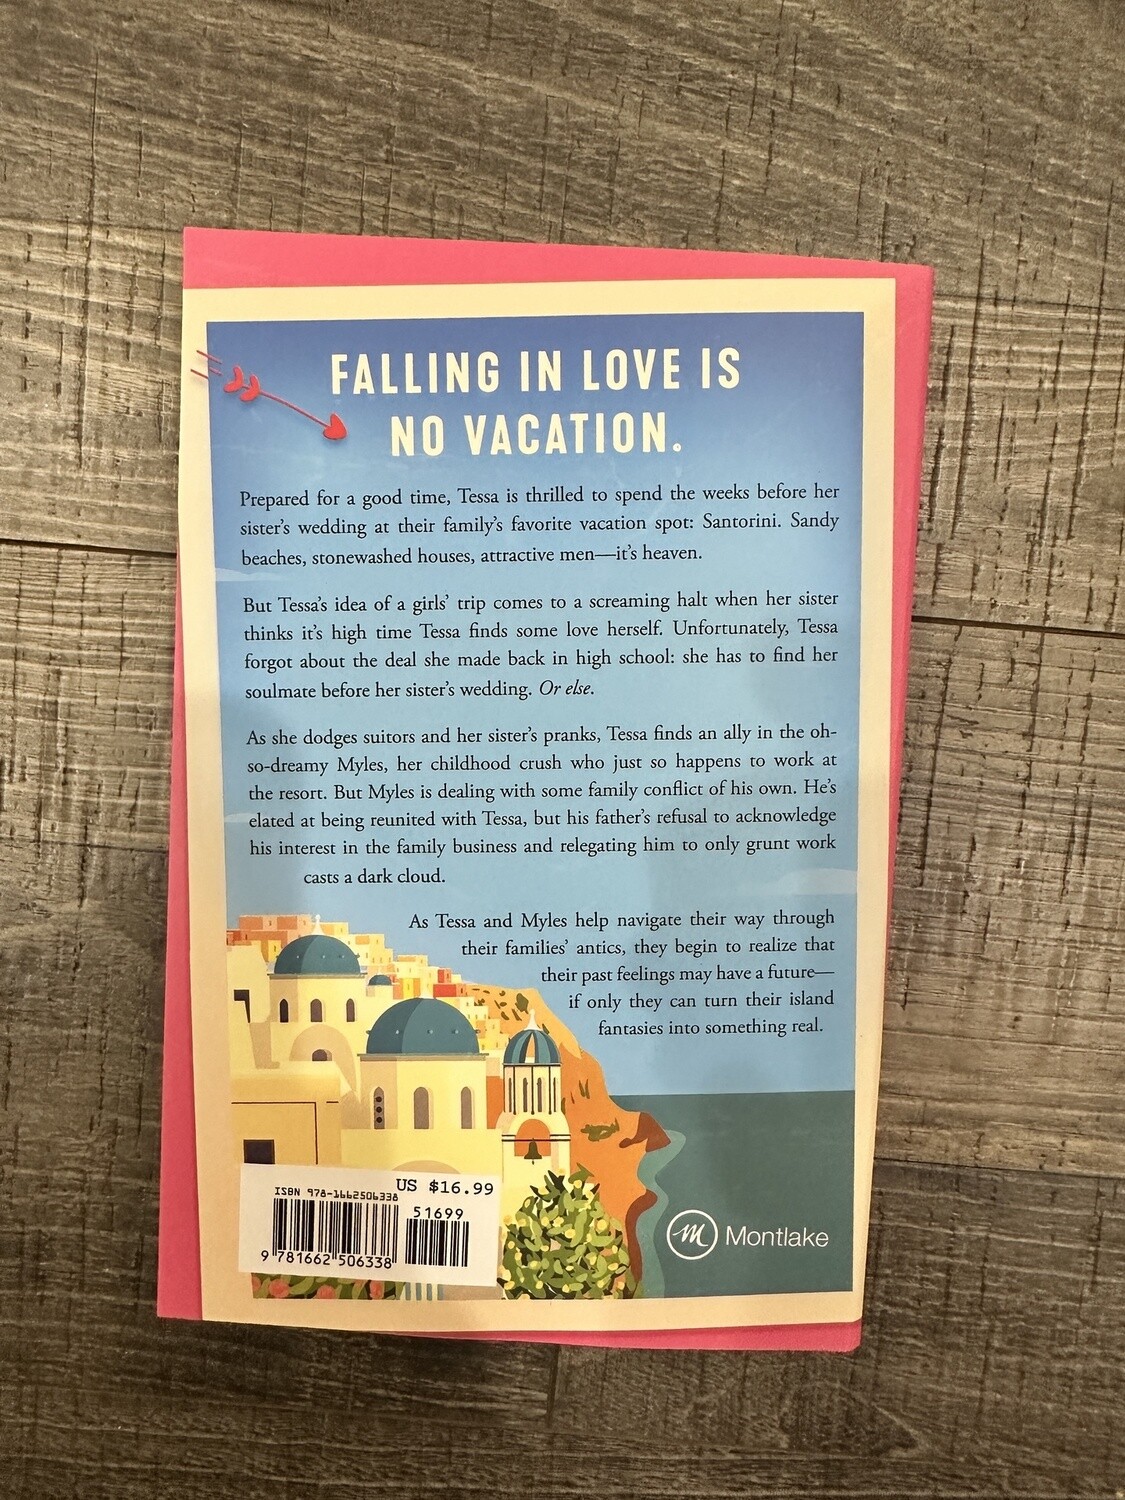 FALLING IN LOVE IS
NO VACATION.
Prepared for a good time, Tessa is thrilled to spend the weeks before her
sister's wedding at their family's favorite vacation spot: Santorini. Sandy
beaches, stonewashed houses, attractive men—it's heaven.
But Tessa's idea of a girls' trip comes to a screaming halt when her sister
thinks it's high time Tessa finds some love herself. Unfortunately, Tessa
forgot about the deal she made back in high school: she has to find her
soulmate before her sister's wedding. Or else.
As she dodges suitors and her sister's pranks, Tessa finds an ally in the oh-
so-dreamy Myles, her childhood crush who just so happens to work at
the resort. But Myles is dealing with some family conflict of his own. He's
elated at being reunited with Tessa, but his father's refusal to acknowledge
his interest in the family business and relegating him to only grunt work
casts a dark cloud.
As Tessa and Myles help navigate their way through
their families' antics, they begin to realize that
their past feelings may have a future—
if only they can turn their island
fantasies into something real.
US $16.99
ISBN 978-1662506338
51699
9 781662 506338
Montlake